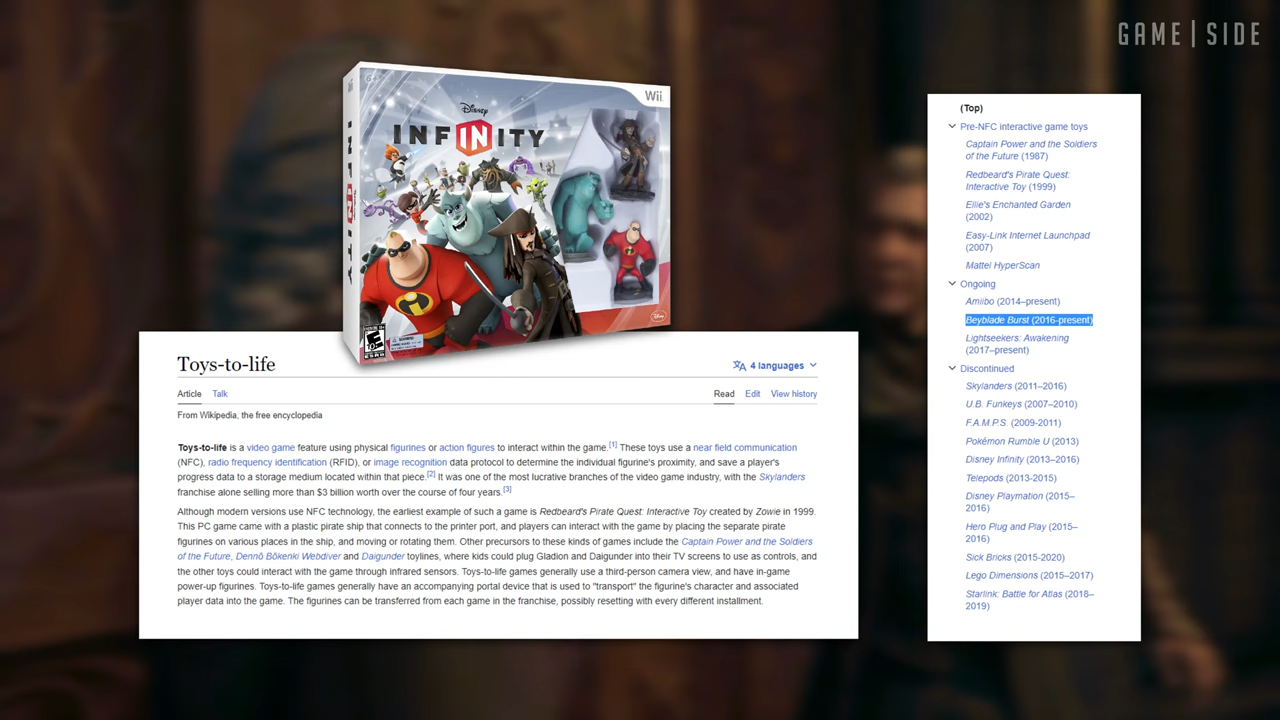 GAME | SIDE
6+
Wii
Disney
INFINITY
INFINITY
E 10+
ESRB
Disney
Toys-to-life
4 languages
Article Talk Read Edit View history
From Wikipedia, the free encyclopedia
Toys-to-life is a video game feature using physical figurines or action figures to interact within the game.[1] These toys use a near field communication
(NFC), radio frequency identification (RFID), or image recognition data protocol to determine the individual figurine's proximity, and save a player's
progress data to a storage medium located within that piece.[2] It was one of the most lucrative branches of the video game industry, with the Skylanders
franchise alone selling more than $3 billion worth over the course of four years.[3]
Although modern versions use NFC technology, the earliest example of such a game is Redbeard's Pirate Quest: Interactive Toy created by Zowie in 1999.
This PC game came with a plastic pirate ship that connects to the printer port, and players can interact with the game by placing the separate pirate
figurines on various places in the ship, and moving or rotating them. Other precursors to these kinds of games include the Captain Power and the Soldiers
of the Future, Dennō Bōkenki Webdiver and Daigunder toylines, where kids could plug Gladion and Daigunder into their TV screens to use as controls, and
the other toys could interact with the game through infrared sensors. Toys-to-life games generally use a third-person camera view, and have in-game
power-up figurines. Toys-to-life games generally have an accompanying portal device that is used to "transport" the figurine's character and associated
player data into the game. The figurines can be transferred from each game in the franchise, possibly resetting with every different installment.
(Top)
Pre-NFC interactive game toys
Captain Power and the Soldiers
of the Future (1987)
Redbeard's Pirate Quest:
Interactive Toy (1999)
Ellie's Enchanted Garden
(2002)
Easy-Link Internet Launchpad
(2007)
Mattel HyperScan
Ongoing
Amiibo (2014–present)
Beyblade Burst (2016-present)
Lightseekers: Awakening
(2017–present)
Discontinued
Skylanders (2011–2016)
U.B. Funkeys (2007–2010)
F.A.M.P.S. (2009-2011)
Pokémon Rumble U (2013)
Disney Infinity (2013–2016)
Telepods (2013-2015)
Disney Playmation (2015–
2016)
Hero Plug and Play (2015–
2016)
Sick Bricks (2015-2020)
Lego Dimensions (2015–2017)
Starlink: Battle for Atlas (2018–
2019)